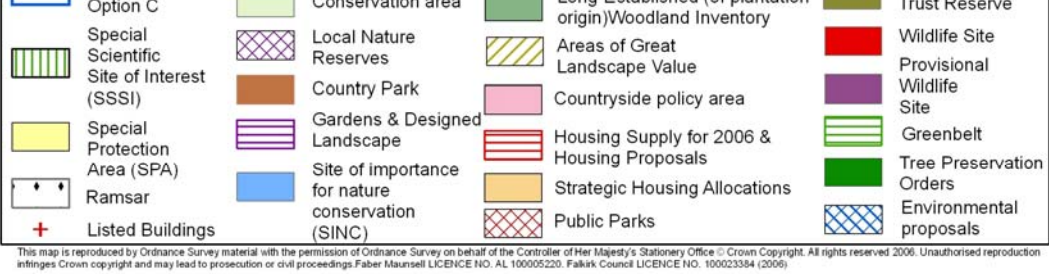 Option C
Special
Scientific
Site of Interest
(SSSI)
Special
Protection
Area (SPA)
Ramsar
Listed Buildings
Conservation area
Local Nature
Reserves
Country Park
Gardens & Designed
Landscape
Site of importance
for nature
conservation
(SINC)
Long Established (of plantation
origin)Woodland Inventory
Areas of Great
Landscape Value
Countryside policy area
Housing Supply for 2006 &
Housing Proposals
Strategic Housing Allocations
Public Parks
Trust Reserve
Wildlife Site
Provisional
Wildlife
Site
Greenbelt
Tree Preservation
Orders
Environmental
proposals
This map is reproduced by Ordnance Survey material with the permission of Ordnance Survey on behalf of the Controller of Her Majesty's Stationery Office © Crown Copyright. All rights reserved 2006. Unauthorised reproduction
infringes Crown copyright and may lead to prosecution or civil proceedings.Faber Maunsell LICENCE NO. AL 100005220. Falkirk Council LICENCE NO. 100023384 (2006)